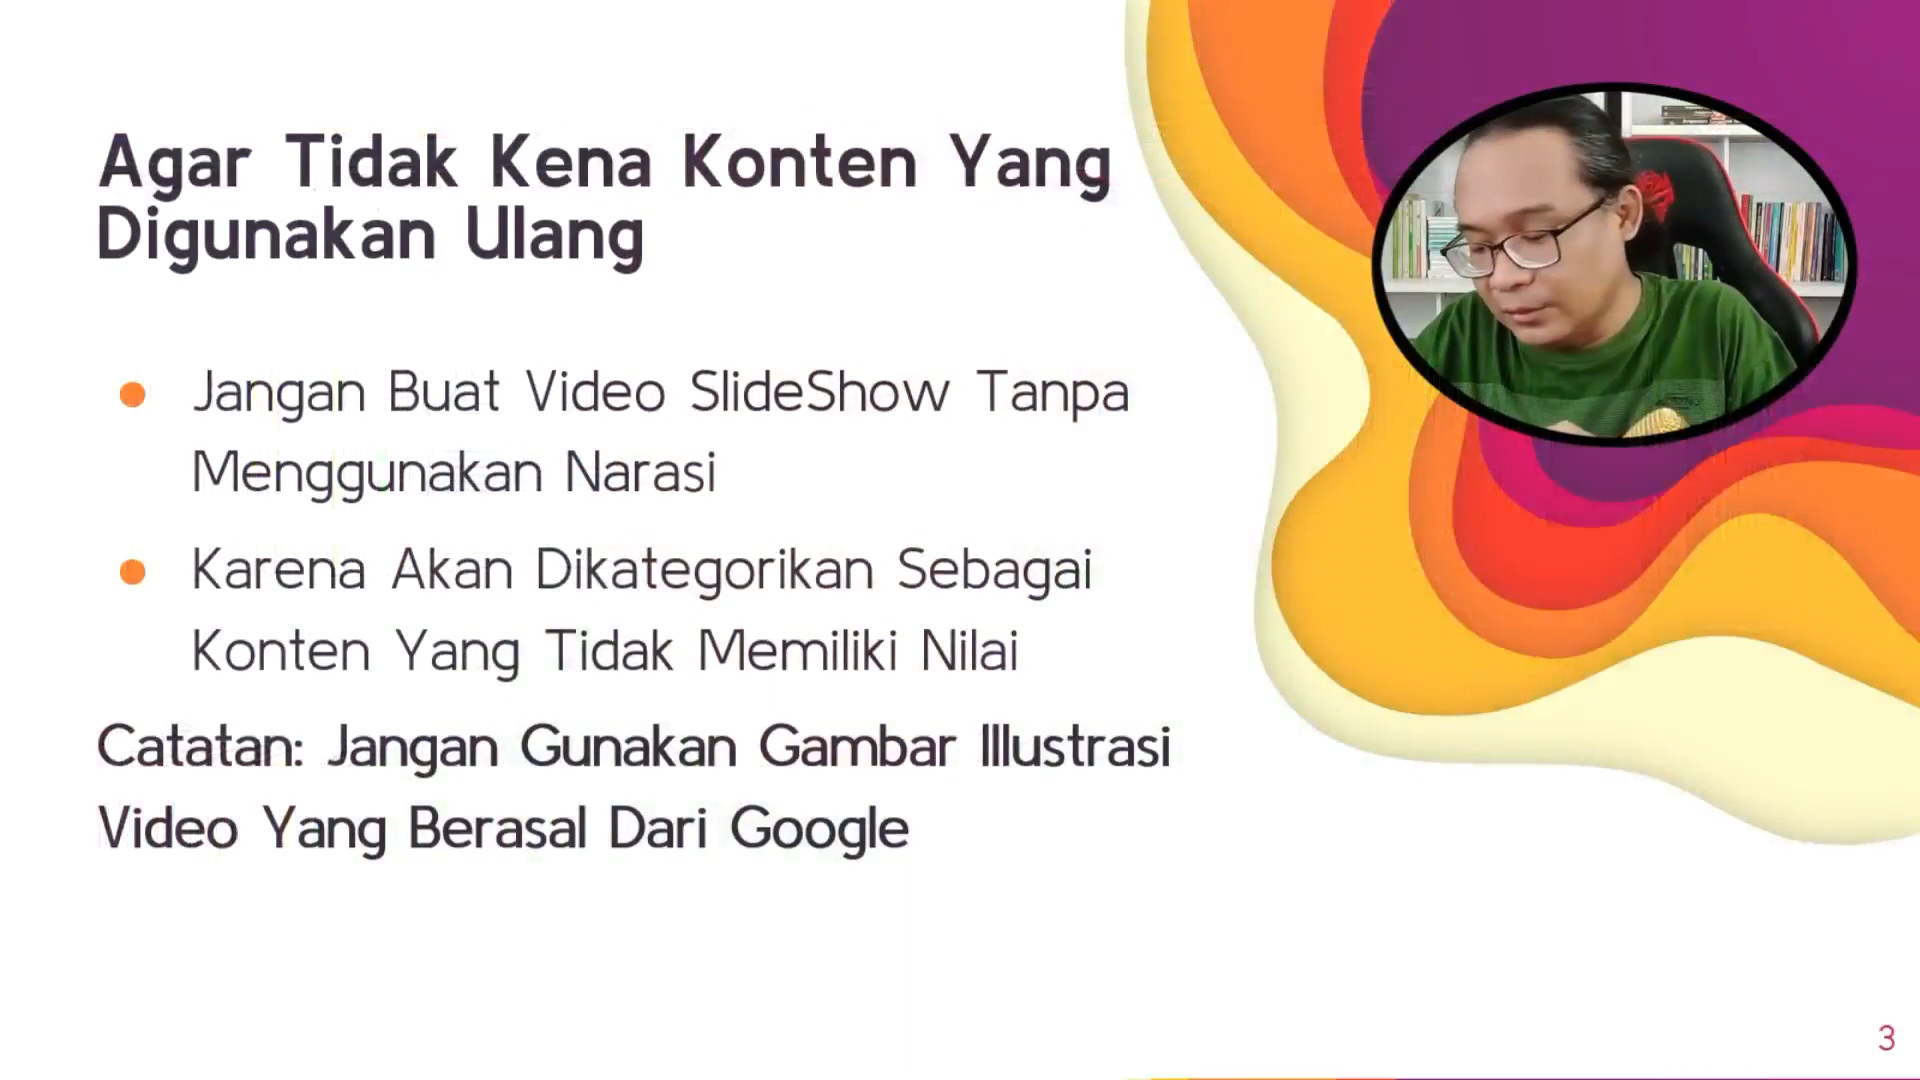 Agar Tidak Kena Konten Yang
Digunakan Ulang
Jangan Buat Video SlideShow Tanpa
Menggunakan Narasi
Karena Akan Dikategorikan Sebagai
Konten Yang Tidak Memiliki Nilai
Catatan: Jangan Gunakan Gambar Illustrasi
Video Yang Berasal Dari Google
3